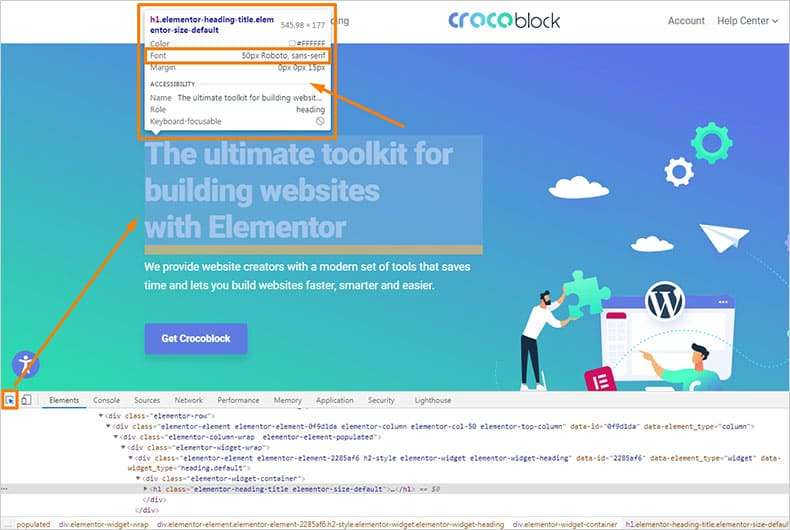 h1.elementor-heading-title.elem
entor-size-default
545.98 × 177
ding
crocoblock
Account
Help Center
Color
#FFFFFF
Font
50px Roboto, sans-serif
Margin
0px 0px 15px
ACCESSIBILITY
Name
The ultimate toolkit for building websit...
Role
heading
Keyboard-focusable
The ultimate toolkit for
building websites
with Elementor
We provide website creators with a modern set of tools that saves
time and lets you build websites faster, smarter and easier.
Get Crocoblock
Elements
Console
Sources
Network
Performance
Memory
Application
Security
Lighthouse
▼<div class="elementor-row">
▼<div class="elementor-element elementor-element-0f9d1da elementor-column elementor-col-50 elementor-top-column" data-id="0f9d1da" data-element_type="column">
▼<div class="elementor-column-wrap elementor-element-populated">
▼<div class="elementor-widget-wrap">
▼<div class="elementor-element elementor-element-2285af6 h2-style elementor-widget elementor-widget-heading" data-id="2285af6" data-element_type="widget" data-
widget_type="heading.default">
▼<div class="elementor-widget-container">
... ▶<h1 class="elementor-heading-title elementor-size-default">…</h1> == $0
</div>
</div>
... populated
div.elementor-widget-wrap
div.elementor-element.elementor-element-2285af6.h2-style.elementor-widget.elementor-widget-heading
div.elementor-widget-container
h1.elementor-heading-title.elementor-size-default
...